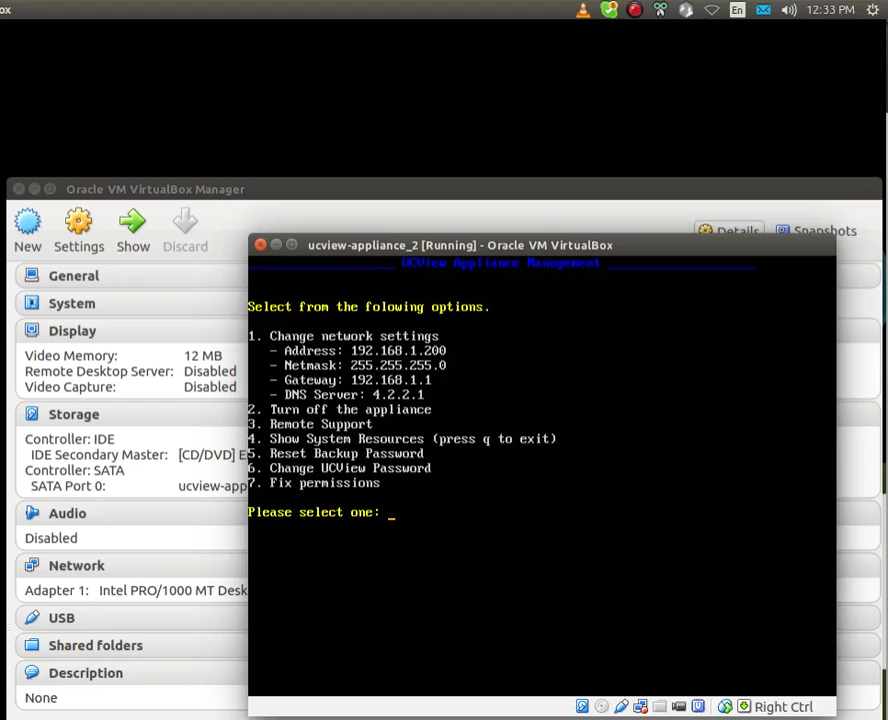 ox
En
12:33 PM
Oracle VM VirtualBox Manager
New
Settings
Show
Discard
Details
Snapshots
General
System
Display
Video Memory: 12 MB
Remote Desktop Server: Disabled
Video Capture: Disabled
Storage
Controller: IDE
IDE Secondary Master: [CD/DVD] E
Controller: SATA
SATA Port 0: ucview-app
Audio
Disabled
Network
Adapter 1: Intel PRO/1000 MT Desk
USB
Shared folders
Description
None
ucview-appliance_2 [Running] - Oracle VM VirtualBox
UCView Appliance Management
Select from the folowing options.
1. Change network settings
- Address: 192.168.1.200
- Netmask: 255.255.255.0
- Gateway: 192.168.1.1
- DNS Server: 4.2.2.1
2. Turn off the appliance
3. Remote Support
4. Show System Resources (press q to exit)
5. Reset Backup Password
6. Change UCView Password
7. Fix permissions
Please select one: _
Right Ctrl